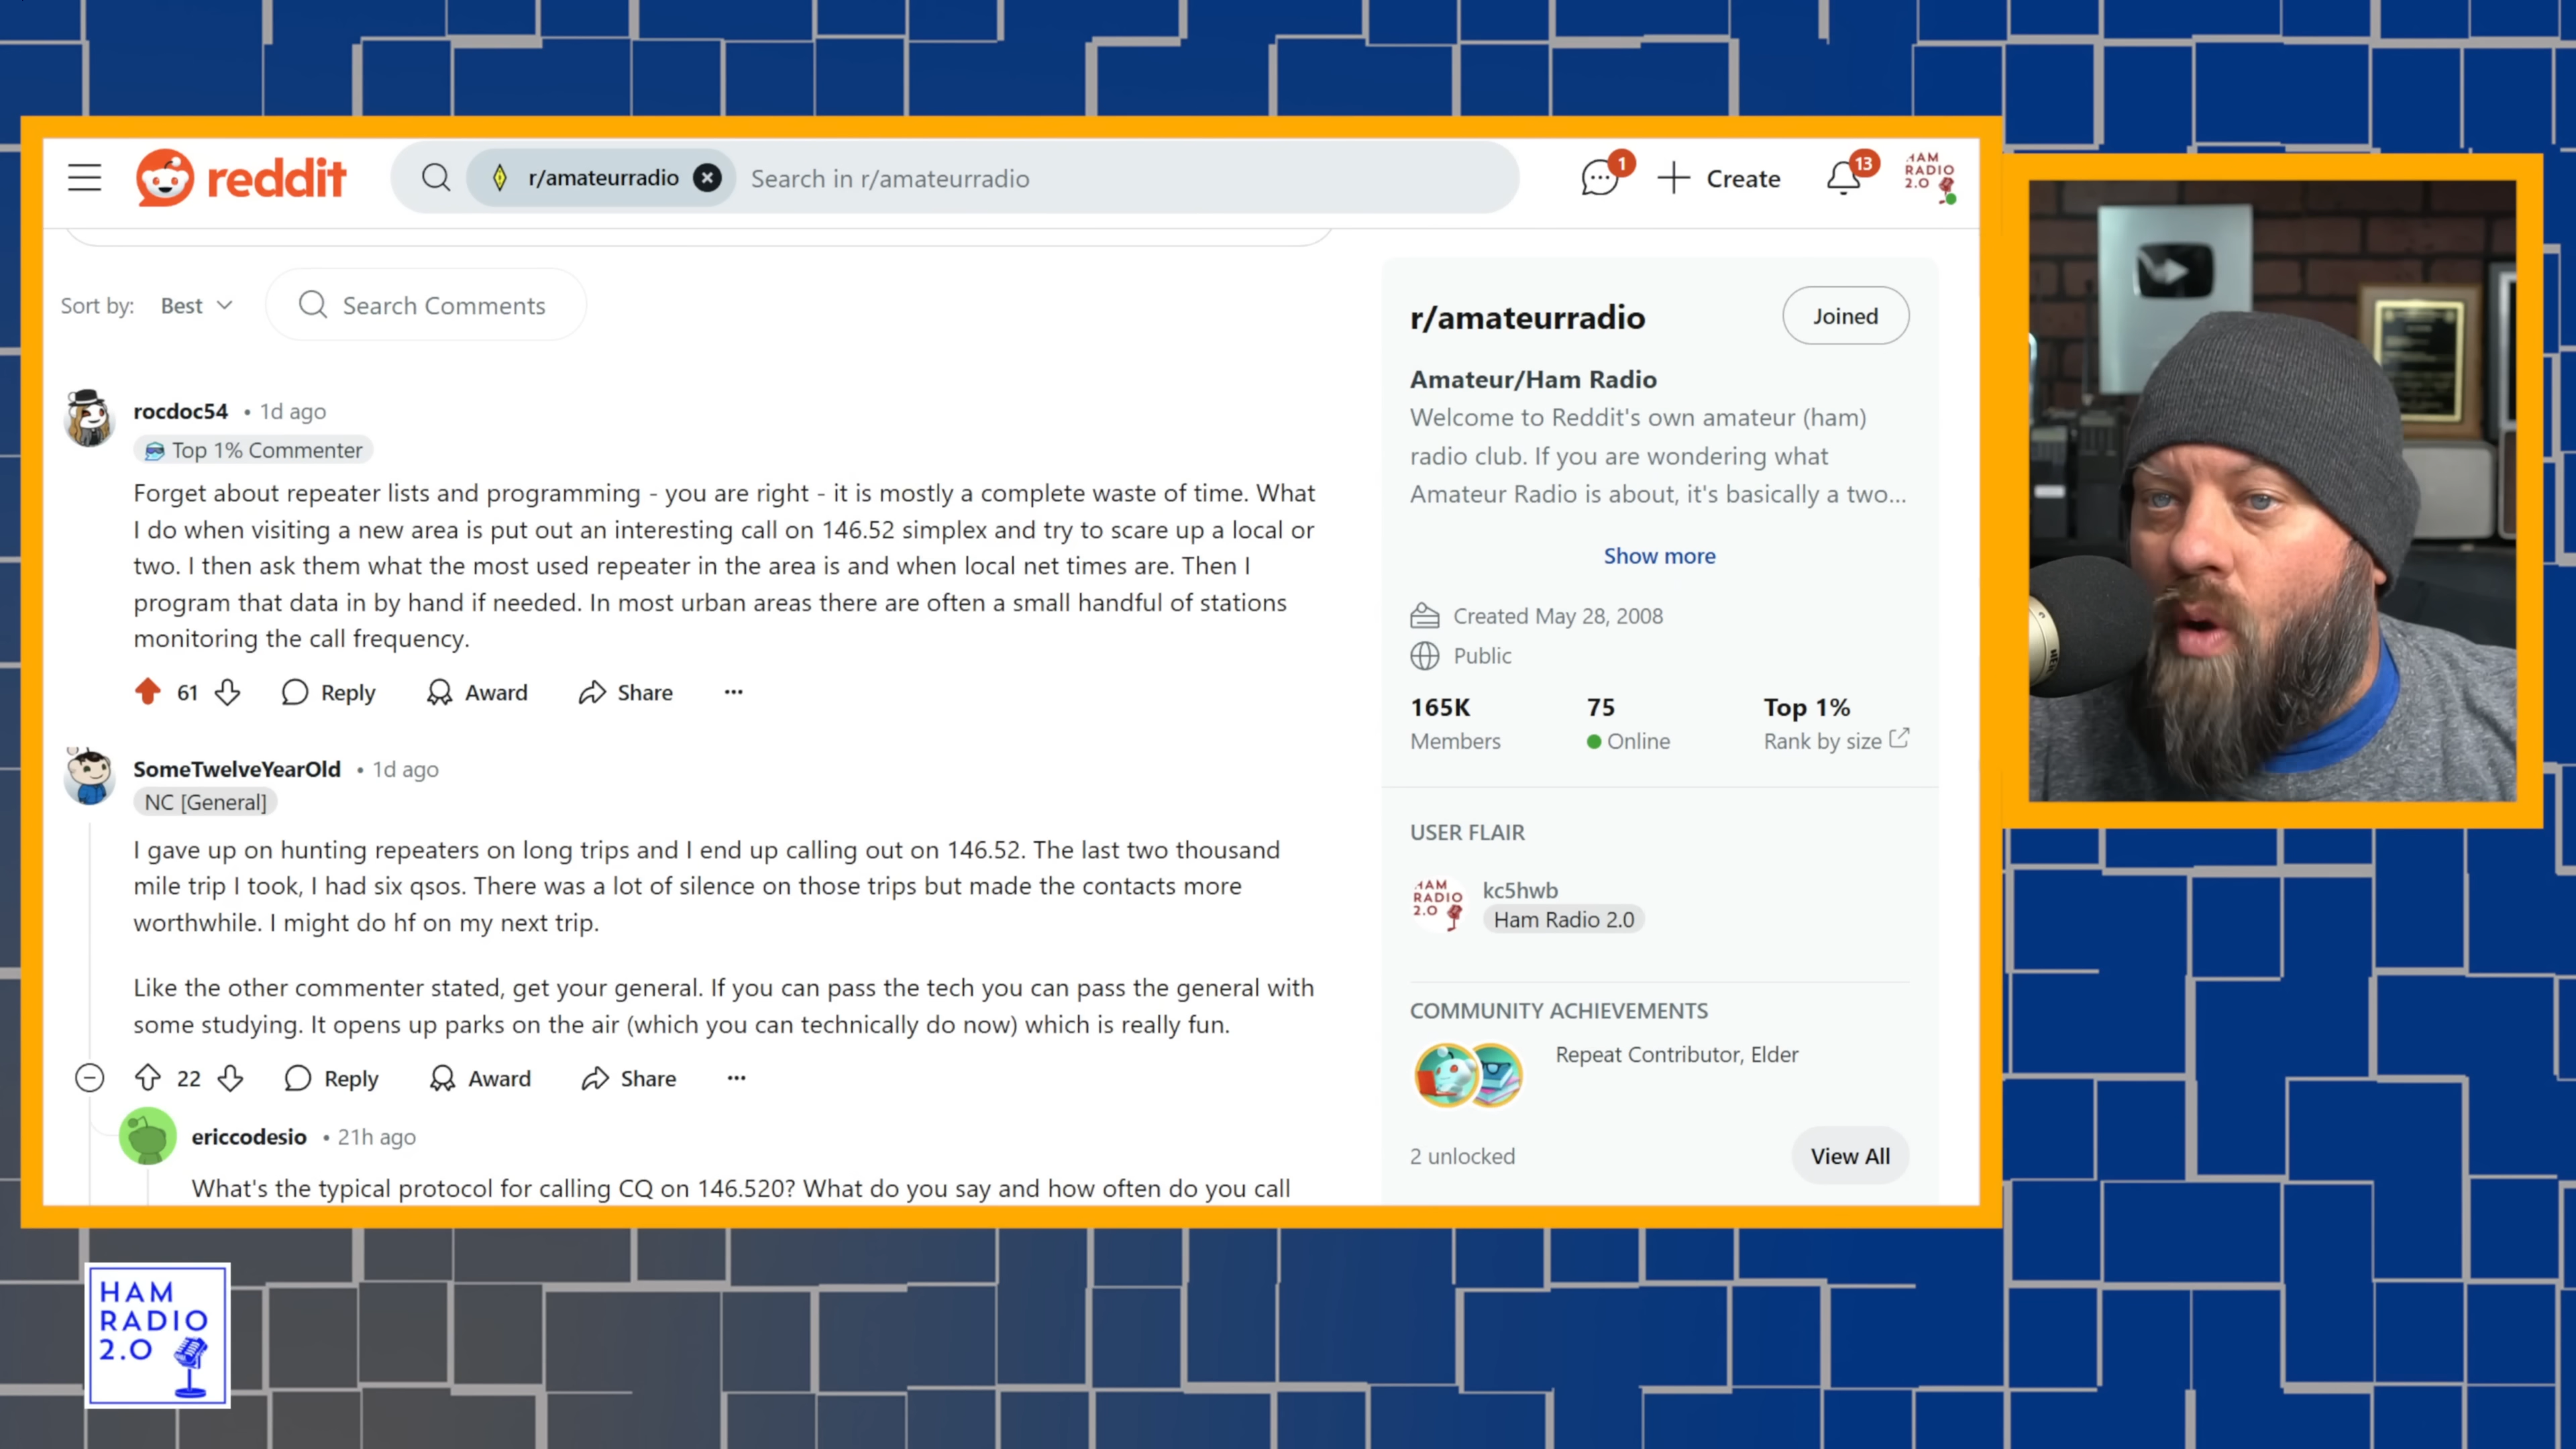 reddit
r/amateurradio
Search in r/amateurradio
1
Create
13
HAM
RADIO
2.0
Sort by: Best
Search Comments
rocdoc54 • 1d ago
Top 1% Commenter
Forget about repeater lists and programming - you are right - it is mostly a complete waste of time. What
I do when visiting a new area is put out an interesting call on 146.52 simplex and try to scare up a local or
two. I then ask them what the most used repeater in the area is and when local net times are. Then I
program that data in by hand if needed. In most urban areas there are often a small handful of stations
monitoring the call frequency.
61 Reply Award Share ...
SomeTwelveYearOld • 1d ago
NC [General]
I gave up on hunting repeaters on long trips and I end up calling out on 146.52. The last two thousand
mile trip I took, I had six qsos. There was a lot of silence on those trips but made the contacts more
worthwhile. I might do hf on my next trip.
Like the other commenter stated, get your general. If you can pass the tech you can pass the general with
some studying. It opens up parks on the air (which you can technically do now) which is really fun.
22 Reply Award Share ...
ericcodesio • 21h ago
What's the typical protocol for calling CQ on 146.520? What do you say and how often do you call
r/amateurradio
Joined
Amateur/Ham Radio
Welcome to Reddit's own amateur (ham)
radio club. If you are wondering what
Amateur Radio is about, it's basically a two...
Show more
Created May 28, 2008
Public
165K 75 Top 1%
Members Online Rank by size
USER FLAIR
HAM
RADIO
2.0
kc5hwb
Ham Radio 2.0
COMMUNITY ACHIEVEMENTS
Repeat Contributor, Elder
2 unlocked
View All
HAM
RADIO
2.0